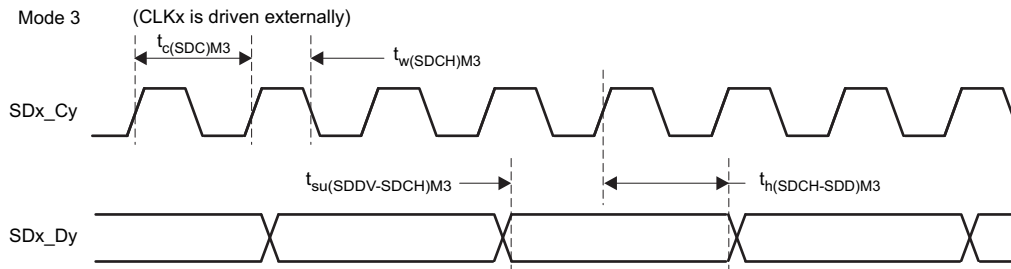 Mode 3 (CLKx is driven externally)
tc(SDC)M3
tw(SDCH)M3
SDx_Cy
tsu(SDDV-SDCH)M3
th(SDCH-SDD)M3
SDx_Dy